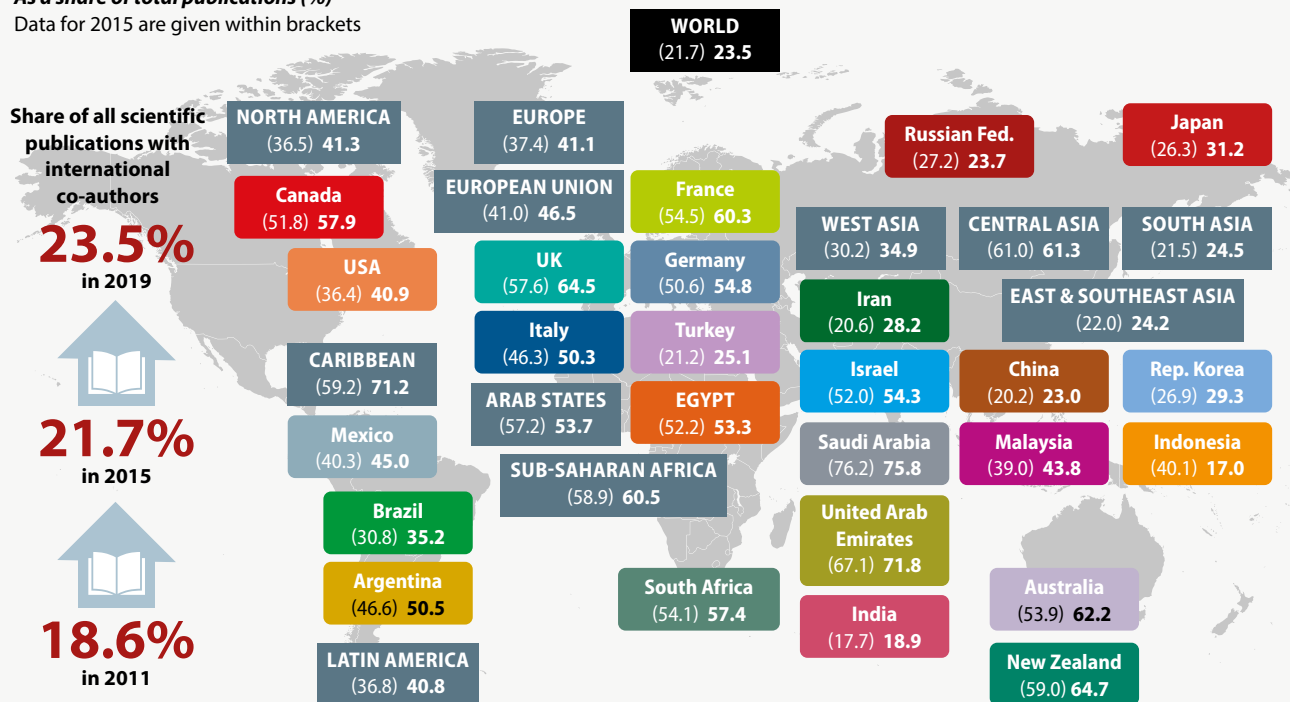 As a share of total publications (%)
Data for 2015 are given within brackets
WORLD
(21.7) 23.5
Share of all scientific
publications with
international
co-authors
23.5%
in 2019
21.7%
in 2015
18.6%
in 2011
NORTH AMERICA
(36.5) 41.3
Canada
(51.8) 57.9
USA
(36.4) 40.9
CARIBBEAN
(59.2) 71.2
Mexico
(40.3) 45.0
Brazil
(30.8) 35.2
Argentina
(46.6) 50.5
LATIN AMERICA
(36.8) 40.8
EUROPE
(37.4) 41.1
EUROPEAN UNION
(41.0) 46.5
France
(54.5) 60.3
UK
(57.6) 64.5
Germany
(50.6) 54.8
Italy
(46.3) 50.3
Turkey
(21.2) 25.1
ARAB STATES
(57.2) 53.7
EGYPT
(52.2) 53.3
SUB-SAHARAN AFRICA
(58.9) 60.5
South Africa
(54.1) 57.4
Russian Fed.
(27.2) 23.7
Japan
(26.3) 31.2
WEST ASIA
(30.2) 34.9
CENTRAL ASIA
(61.0) 61.3
SOUTH ASIA
(21.5) 24.5
EAST & SOUTHEAST ASIA
(22.0) 24.2
Iran
(20.6) 28.2
Israel
(52.0) 54.3
China
(20.2) 23.0
Rep. Korea
(26.9) 29.3
Saudi Arabia
(76.2) 75.8
Malaysia
(39.0) 43.8
Indonesia
(40.1) 17.0
United Arab
Emirates
(67.1) 71.8
India
(17.7) 18.9
Australia
(53.9) 62.2
New Zealand
(59.0) 64.7